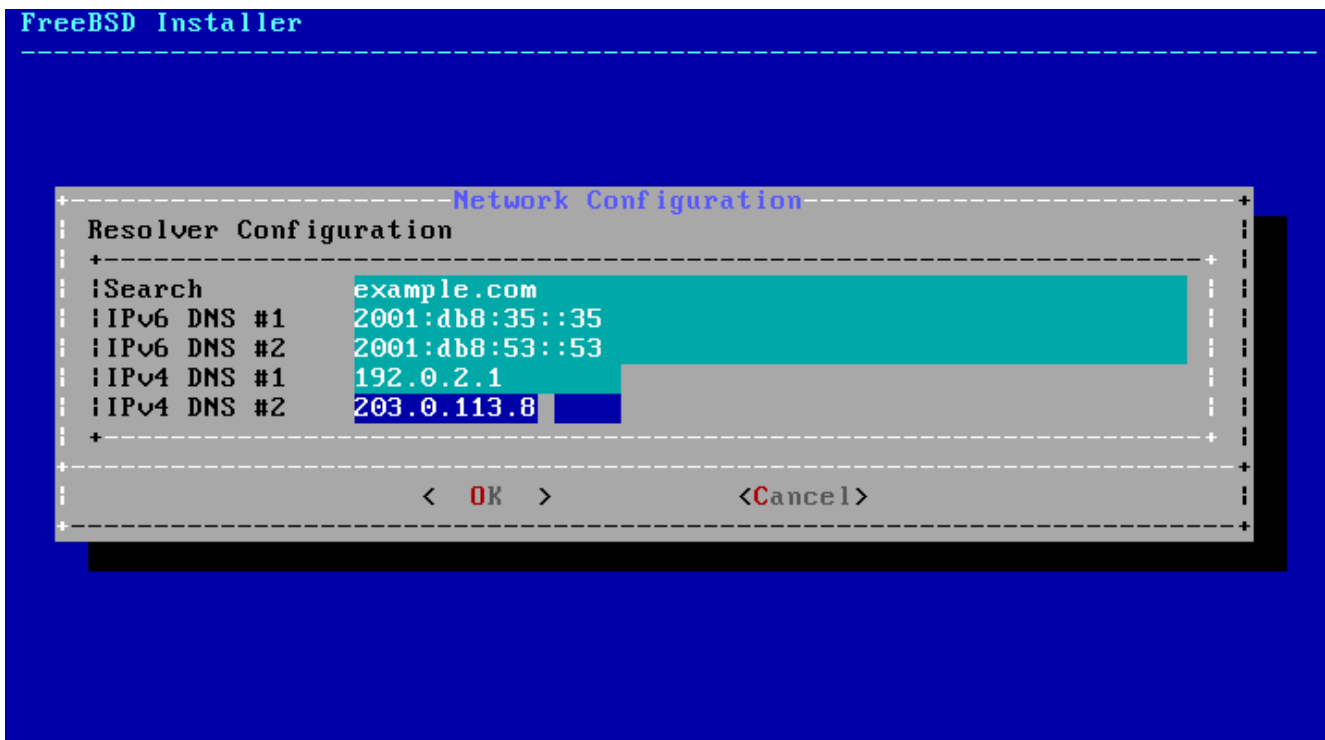 FreeBSD Installer
Network Configuration
Resolver Configuration
Search example.com
IPv6 DNS #1 2001:db8:35::35
IPv6 DNS #2 2001:db8:53::53
IPv4 DNS #1 192.0.2.1
IPv4 DNS #2 203.0.113.8
< OK > <Cancel>